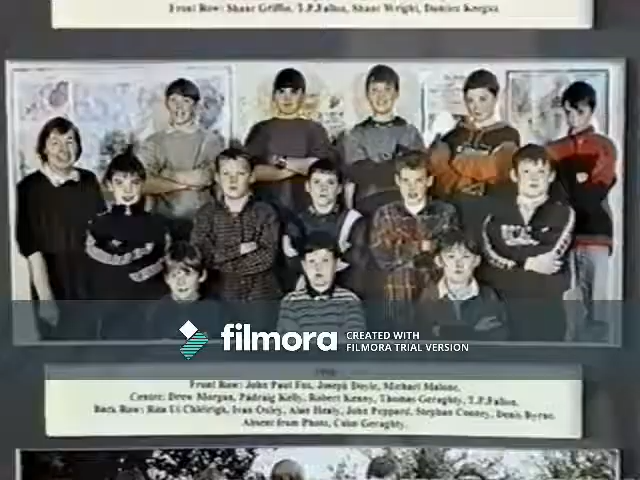 Front Row: Shane Griffin, T.P. Fallon, Shane Wright, Damien Keegan
filmora
CREATED WITH
FILMORA TRIAL VERSION
Front Row: John Paul Fox, Joseph Doyle, Michael Malone.
Centre: Drew Morgan, Padraig Kelly, Robert Kenny, Thomas Geraghty, T.P. Fallon.
Back Row: Rita Ui Ivan Oxley, Alan Healy, John Peppard, Stephen Cooney, Denis Byrne.
Absent from Photo, Colm Geraghty.